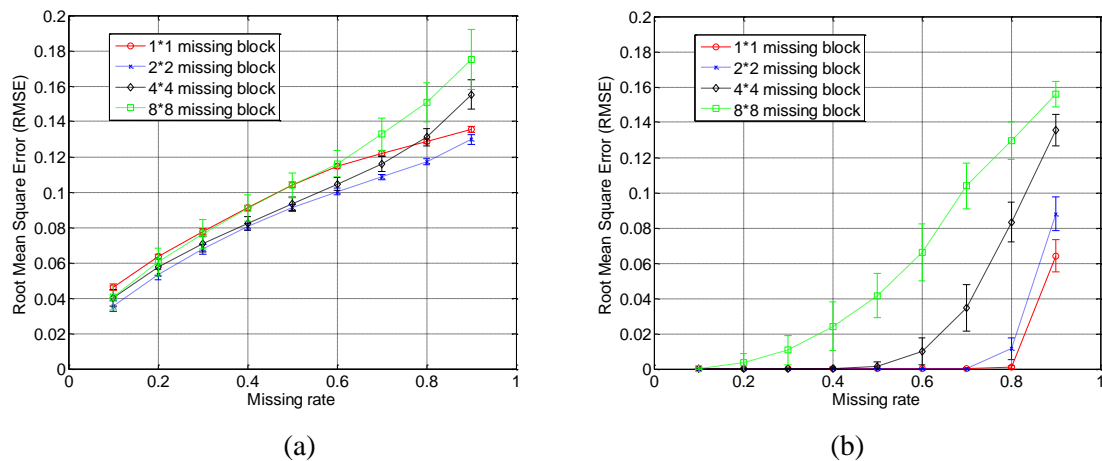 0.2
0.18
0.16
0.14
0.12
0.1
0.08
0.06
0.04
0.02
0
Root Mean Square Error (RMSE)
1*1 missing block
2*2 missing block
4*4 missing block
8*8 missing block
0 0.2 0.4 0.6 0.8 1
Missing rate
(a)
0.2
0.18
0.16
0.14
0.12
0.1
0.08
0.06
0.04
0.02
0
Root Mean Square Error (RMSE)
1*1 missing block
2*2 missing block
4*4 missing block
8*8 missing block
0 0.2 0.4 0.6 0.8 1
Missing rate
(b)